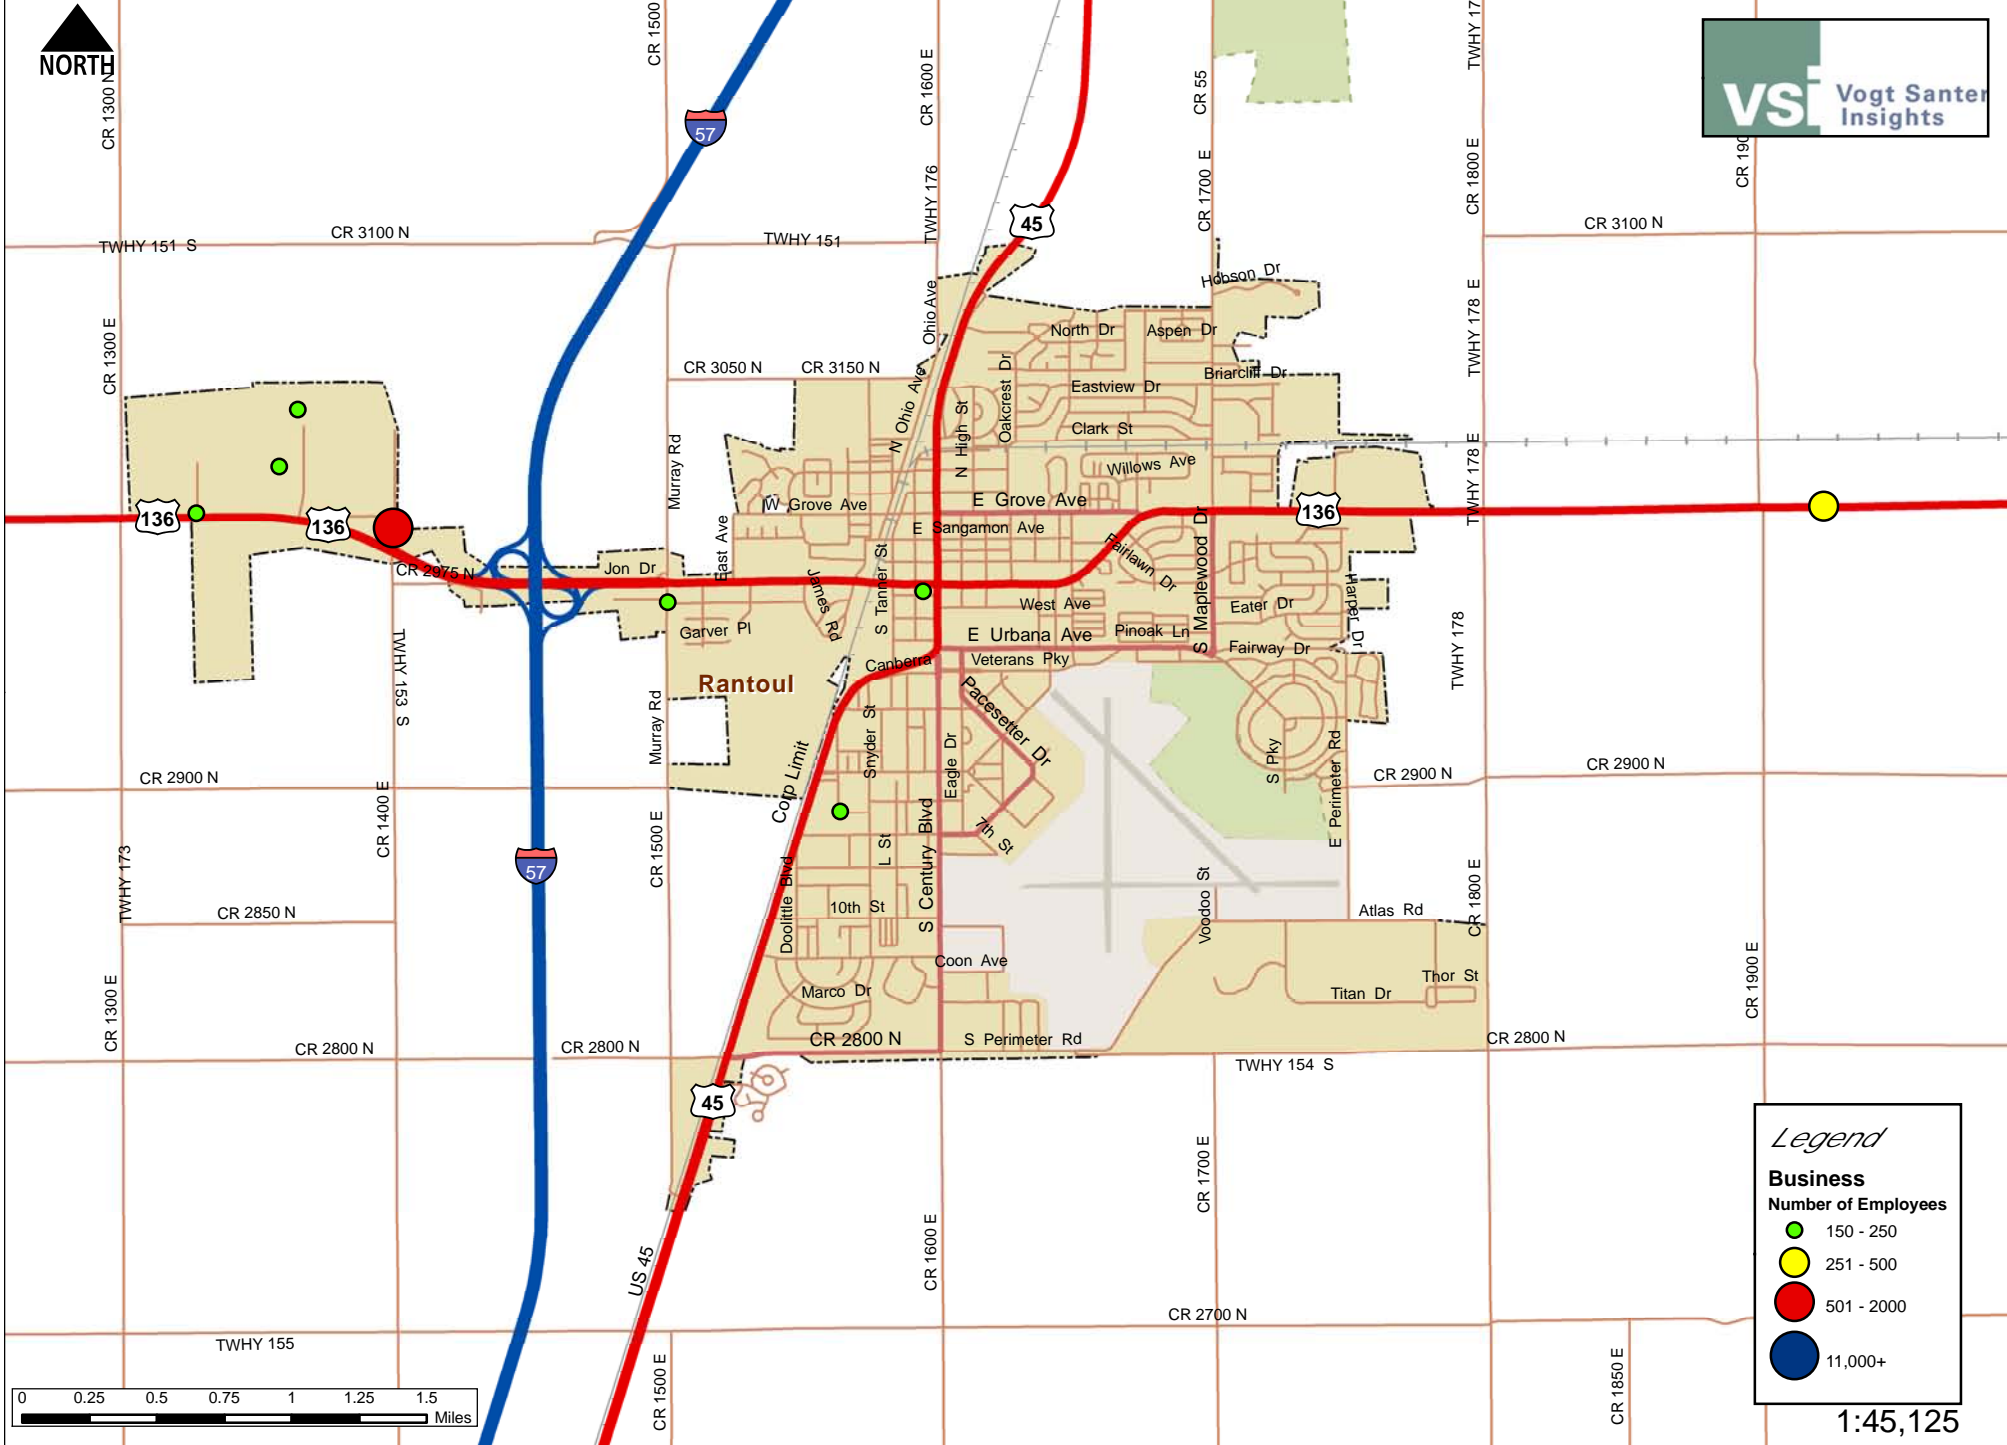 NORTH
CR 1300 N
CR 1500
CR 1600 E
CR 55
TWHY 17
VSi Vogt Santer
Insights
57
TWHY 176
CR 1700 E
CR 1800 E
CR 190
45
TWHY 151 S
CR 3100 N
TWHY 151
CR 3100 N
Hobson Dr
CR 1300 E
Ohio Ave
North Dr
Aspen Dr
TWHY 178 E
CR 3050 N
CR 3150 N
N Ohio Ave
Oakcrest Dr
Eastview Dr
Briarcliff Dr
N High St
Clark St
Murray Rd
Willows Ave
TWHY 178 E
W Grove Ave
E Grove Ave
136
136
136
E Sangamon Ave
East Ave
Fairlawn Dr
S Maplewood Dr
CR 2975 N
Jon Dr
James Rd
S Tanner St
West Ave
Eater Dr
Harper Dr
Garver Pl
E Urbana Ave
Pinoak Ln
Fairway Dr
TWHY 178
TWHY 153 S
Canberra
Veterans Pky
Rantoul
Pacesetter Dr
Murray Rd
Snyder St
Eagle Dr
S Pky
E Perimeter Rd
CR 2900 N
Corp Limit
CR 2900 N
CR 2900 N
CR 1400 E
CR 1500 E
7th St
L St
S Century Blvd
57
TWHY 173
Doolittle Blvd
Voodoo St
CR 1800 E
CR 2850 N
10th St
Atlas Rd
Coon Ave
Thor St
CR 1300 E
Marco Dr
Titan Dr
CR 1900 E
CR 2800 N
CR 2800 N
CR 2800 N
S Perimeter Rd
CR 2800 N
TWHY 154 S
45
CR 1700 E
CR 1600 E
US 45
CR 2700 N
TWHY 155
CR 1500 E
CR 1850 E
Legend
Business
Number of Employees
150 - 250
251 - 500
501 - 2000
11,000+
0 0.25 0.5 0.75 1 1.25 1.5
Miles
1:45,125